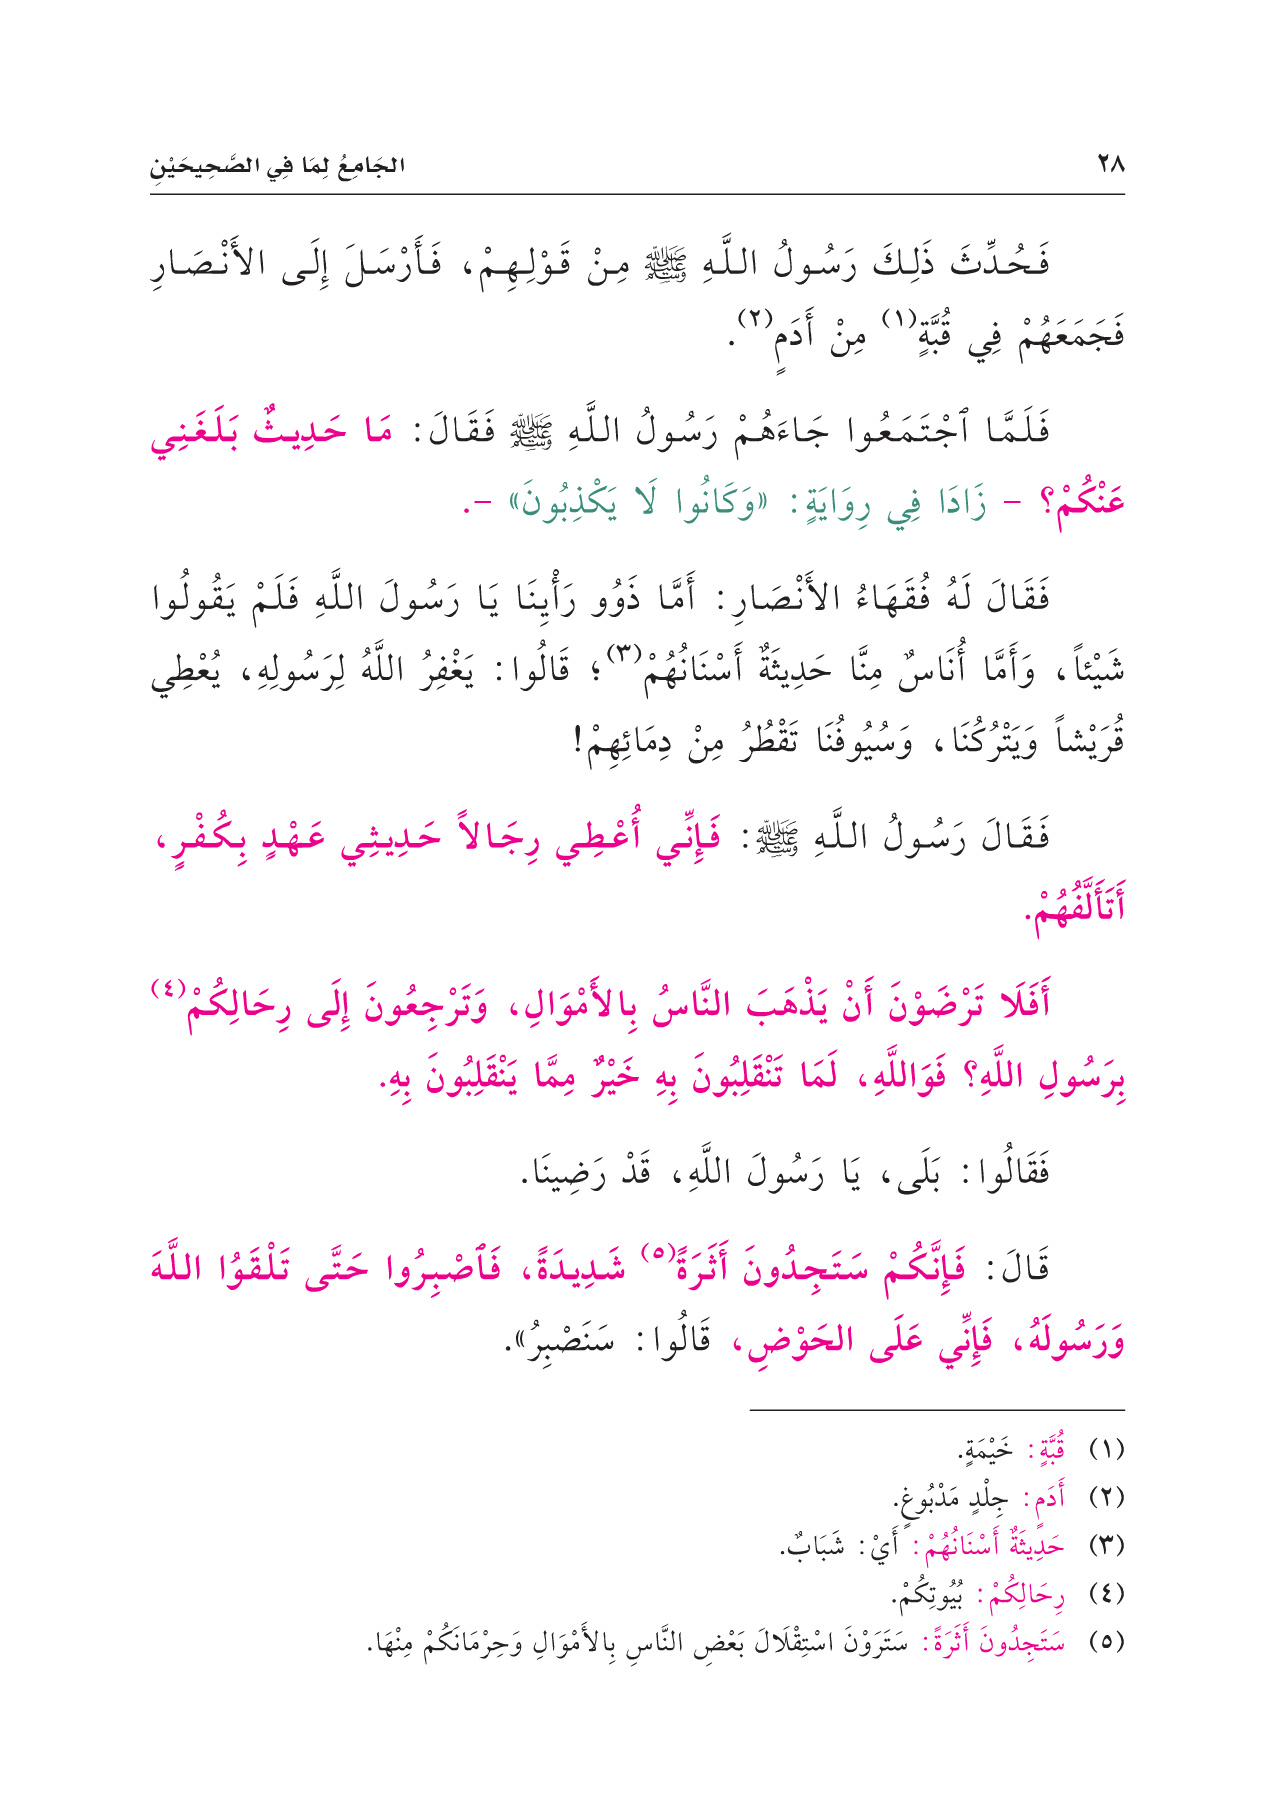 ٢٨ الجَامِعُ لِمَا فِي الصَّحِيحَيْنِ
فَحُدِّثَ ذَلِكَ رَسُولُ اللَّهِ ﷺ مِنْ قَوْلِهِمْ، فَأَرْسَلَ إِلَى الأَنْصَارِ
فَجَمَعَهُمْ فِي قُبَّةٍ(١) مِنْ أَدَمٍ(٢).
فَلَمَّا ٱجْتَمَعُوا جَاءَهُمْ رَسُولُ اللَّهِ ﷺ فَقَالَ: مَا حَدِيثٌ بَلَغَنِي
عَنْكُمْ؟ - زَادَا فِي رِوَايَةٍ: «وَكَانُوا لَا يَكْذِبُونَ» -.
فَقَالَ لَهُ فُقَهَاءُ الأَنْصَارِ: أَمَّا ذَوُو رَأْيِنَا يَا رَسُولَ اللَّهِ فَلَمْ يَقُولُوا
شَيْئاً، وَأَمَّا أُنَاسٌ مِنَّا حَدِيثَةٌ أَسْنَانُهُمْ(٣)؛ قَالُوا: يَغْفِرُ اللَّهُ لِرَسُولِهِ، يُعْطِي
قُرَيْشاً وَيَتْرُكُنَا، وَسُيُوفُنَا تَقْطُرُ مِنْ دِمَائِهِمْ!
فَقَالَ رَسُولُ اللَّهِ ﷺ: فَإِنِّي أُعْطِي رِجَالاً حَدِيثِي عَهْدٍ بِكُفْرٍ،
أَتَأَلَّفُهُمْ.
أَفَلَا تَرْضَوْنَ أَنْ يَذْهَبَ النَّاسُ بِالأَمْوَالِ، وَتَرْجِعُونَ إِلَى رِحَالِكُمْ(٤)
بِرَسُولِ اللَّهِ؟ فَوَاللَّهِ، لَمَا تَنْقَلِبُونَ بِهِ خَيْرٌ مِمَّا يَنْقَلِبُونَ بِهِ.
فَقَالُوا: بَلَى، يَا رَسُولَ اللَّهِ، قَدْ رَضِينَا.
قَالَ: فَإِنَّكُمْ سَتَجِدُونَ أَثَرَةً(٥) شَدِيدَةً، فَٱصْبِرُوا حَتَّى تَلْقَوُا اللَّهَ
وَرَسُولَهُ، فَإِنِّي عَلَى الحَوْضِ، قَالُوا: سَنَصْبِرُ».
(١) قُبَّةٍ: خَيْمَةٍ.
(٢) أَدَمٍ: جِلْدٍ مَدْبُوغٍ.
(٣) حَدِيثَةٌ أَسْنَانُهُمْ: أَيْ: شَبَابٌ.
(٤) رِحَالِكُمْ: بُيُوتِكُمْ.
(٥) سَتَجِدُونَ أَثَرَةً: سَتَرَوْنَ اسْتِقْلَالَ بَعْضِ النَّاسِ بِالأَمْوَالِ وَحِرْمَانَكُمْ مِنْهَا.